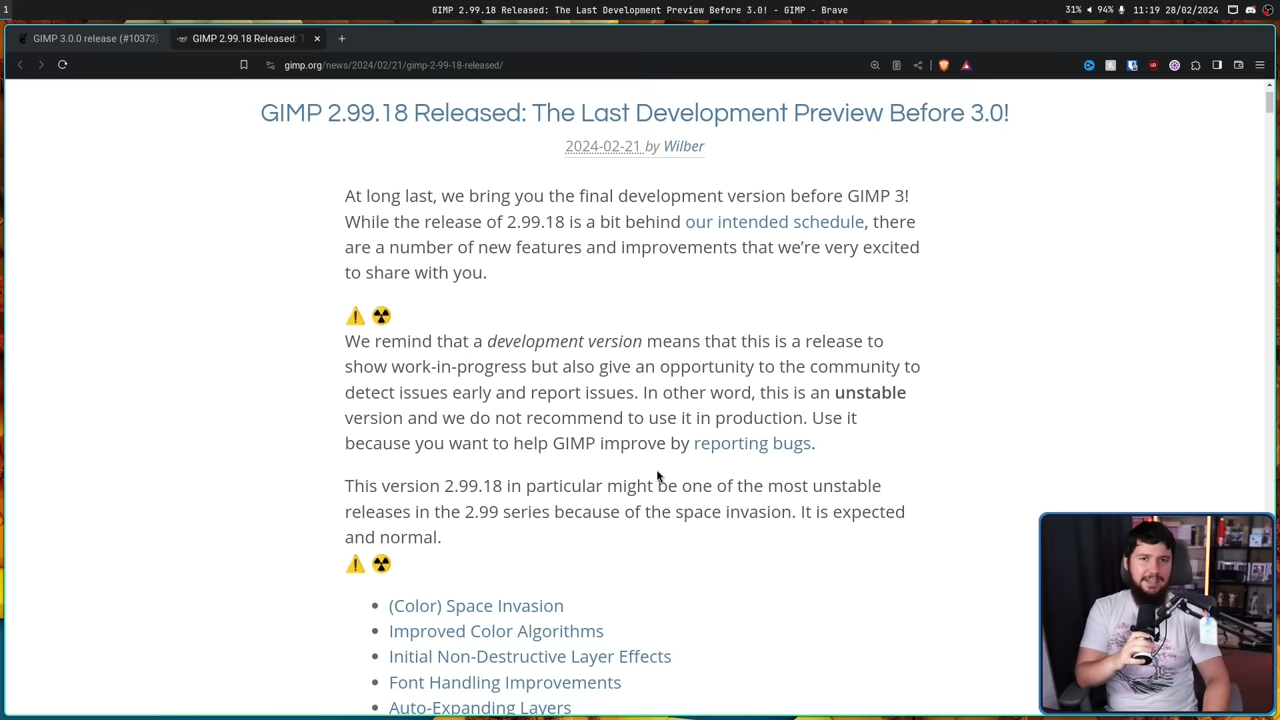 1
GIMP 2.99.18 Released: The Last Development Preview Before 3.0! - GIMP - Brave
31% 94% 11:19 28/02/2024
GIMP 3.0.0 release (#10373)
GIMP 2.99.18 Released:
gimp.org/news/2024/02/21/gimp-2-99-18-released/
GIMP 2.99.18 Released: The Last Development Preview Before 3.0!
2024-02-21 by Wilber
At long last, we bring you the final development version before GIMP 3!
While the release of 2.99.18 is a bit behind our intended schedule, there
are a number of new features and improvements that we’re very excited
to share with you.
⚠️ ☢️
We remind that a development version means that this is a release to
show work-in-progress but also give an opportunity to the community to
detect issues early and report issues. In other word, this is an unstable
version and we do not recommend to use it in production. Use it
because you want to help GIMP improve by reporting bugs.
This version 2.99.18 in particular might be one of the most unstable
releases in the 2.99 series because of the space invasion. It is expected
and normal.
⚠️ ☢️
• (Color) Space Invasion
• Improved Color Algorithms
• Initial Non-Destructive Layer Effects
• Font Handling Improvements
• Auto-Expanding Layers